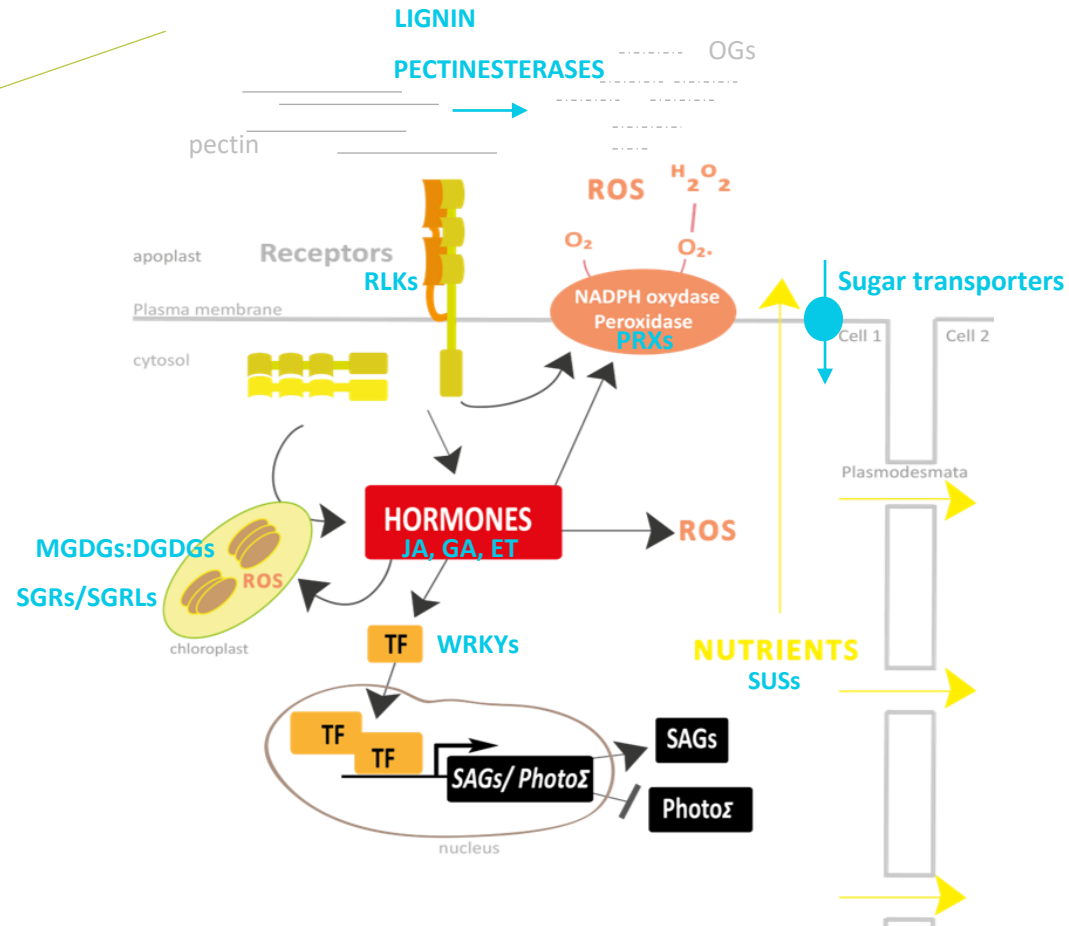 LIGNIN
OGs
PECTINESTERASES
pectin
H2O2
ROS
O2
O2.
apoplast
Receptors
RLKs
Sugar transporters
NADPH oxydase
Plasma membrane
Peroxidase
PRXs
Cell 1
Cell 2
cytosol
Plasmodesmata
HORMONES
ROS
JA, GA, ET
MGDGs:DGDGs
ROS
SGRs/SGRLs
chloroplast
TF
WRKYs
NUTRIENTS
SUSs
TF
TF
SAGs
SAGs/ PhotoΣ
PhotoΣ
nucleus